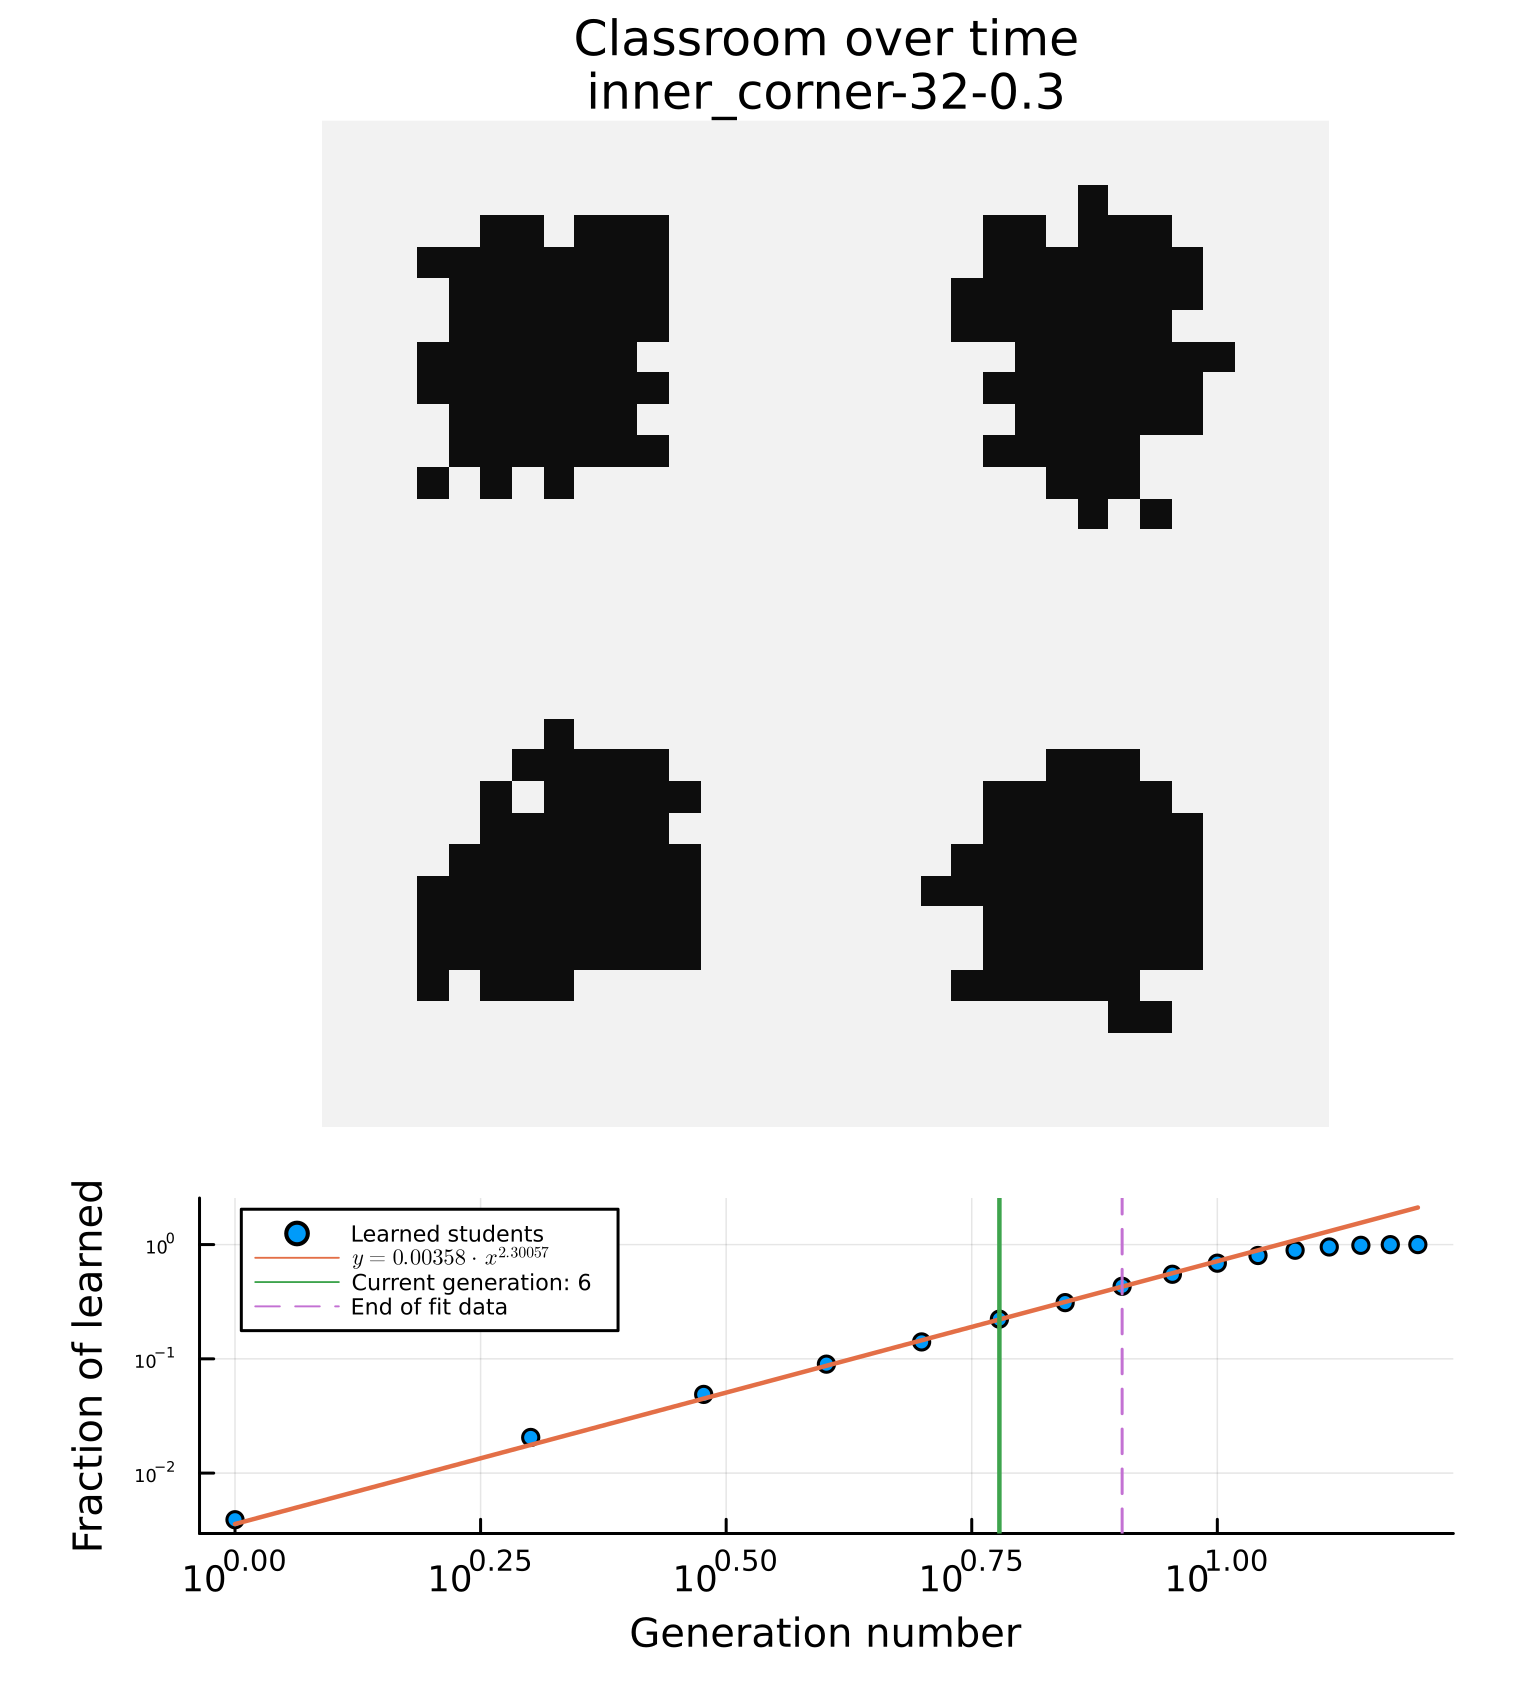 Classroom over time
inner_corner-32-0.3
Fraction of learned
10^0
10^-1
10^-2
Learned students
y = 0.00358 · x^2.30057
Current generation: 6
End of fit data
10^0.00 10^0.25 10^0.50 10^0.75 10^1.00
Generation number